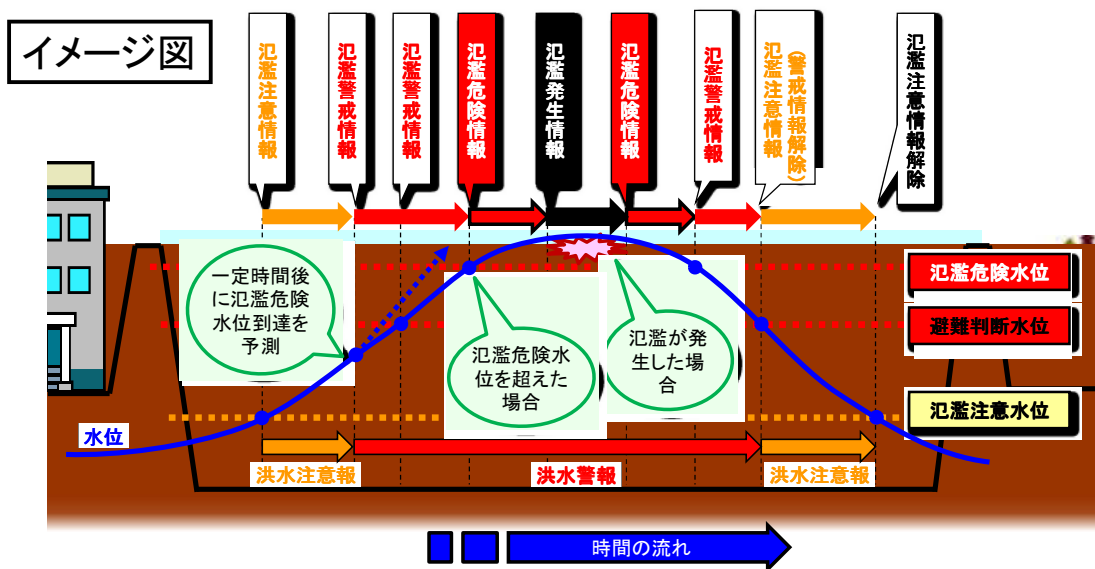 イメージ図
氾濫注意情報
氾濫警戒情報
氾濫警戒情報
氾濫危険情報
氾濫発生情報
氾濫危険情報
氾濫警戒情報
氾濫注意情報
（警戒情報解除）
氾濫注意情報解除
一定時間後
に氾濫危険
水位到達を
予測
氾濫危険水
位を超えた
場合
氾濫が発
生した場
合
氾濫危険水位
避難判断水位
氾濫注意水位
水位
洪水注意報
洪水警報
洪水注意報
時間の流れ